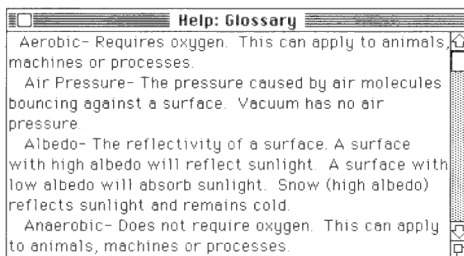 Help: Glossary
Aerobic- Requires oxygen. This can apply to animals,
machines or processes.
Air Pressure- The pressure caused by air molecules
bouncing against a surface. Vacuum has no air
pressure.
Albedo- The reflectivity of a surface. A surface
with high albedo will reflect sunlight. A surface with
low albedo will absorb sunlight. Snow (high albedo)
reflects sunlight and remains cold.
Anaerobic- Does not require oxygen. This can apply
to animals, machines or processes.